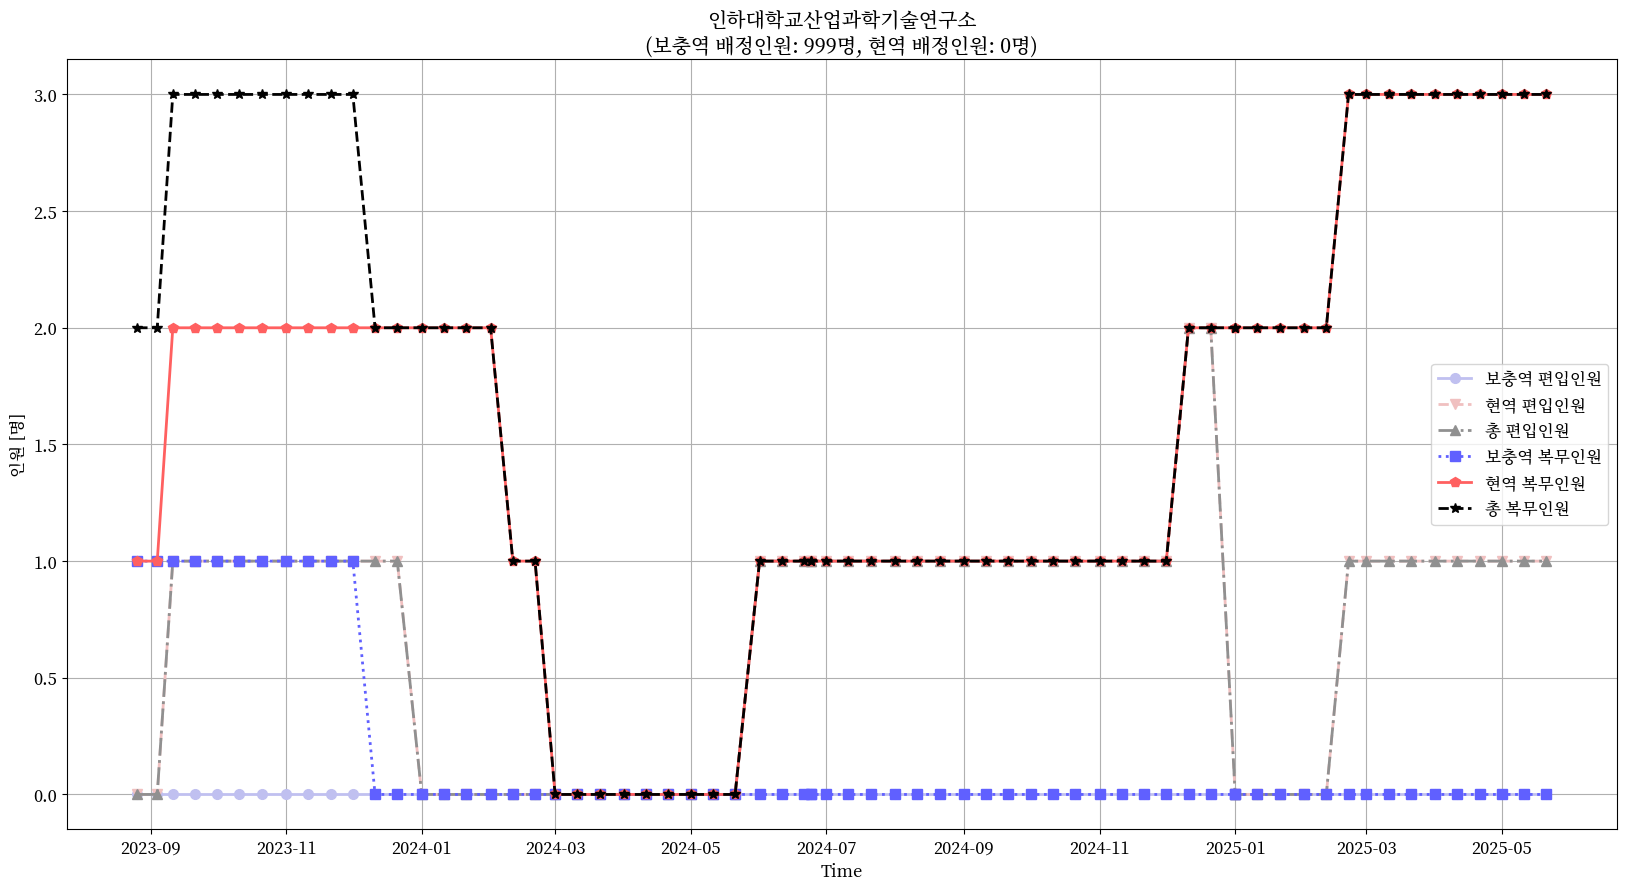 인하대학교산업과학기술연구소
(보충역 배정인원: 999명, 현역 배정인원: 0명)
3.0
2.5
2.0
1.5
1.0
0.5
0.0
인원 [명]
보충역 편입인원
현역 편입인원
총 편입인원
보충역 복무인원
현역 복무인원
총 복무인원
2023-09 2023-11 2024-01 2024-03 2024-05 2024-07 2024-09 2024-11 2025-01 2025-03 2025-05
Time